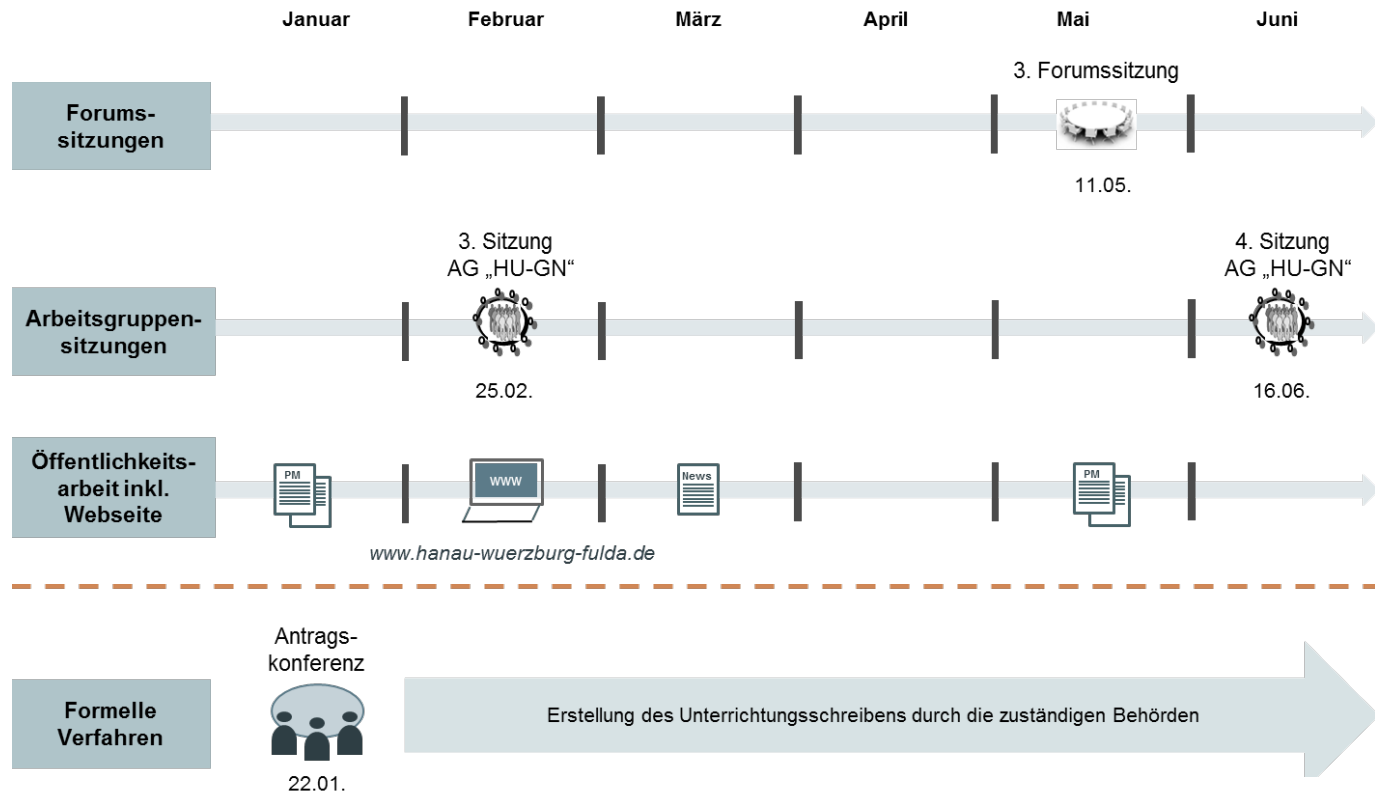 Januar Februar März April Mai Juni
3. Forumssitzung
Forums-
sitzungen
11.05.
3. Sitzung
AG „HU-GN“
4. Sitzung
AG „HU-GN“
Arbeitsgruppen-
sitzungen
25.02.
16.06.
Öffentlichkeits-
arbeit inkl.
Webseite
PM
www
News
PM
www.hanau-wuerzburg-fulda.de
Antrags-
konferenz
Formelle
Verfahren
Erstellung des Unterrichtungsschreibens durch die zuständigen Behörden
22.01.